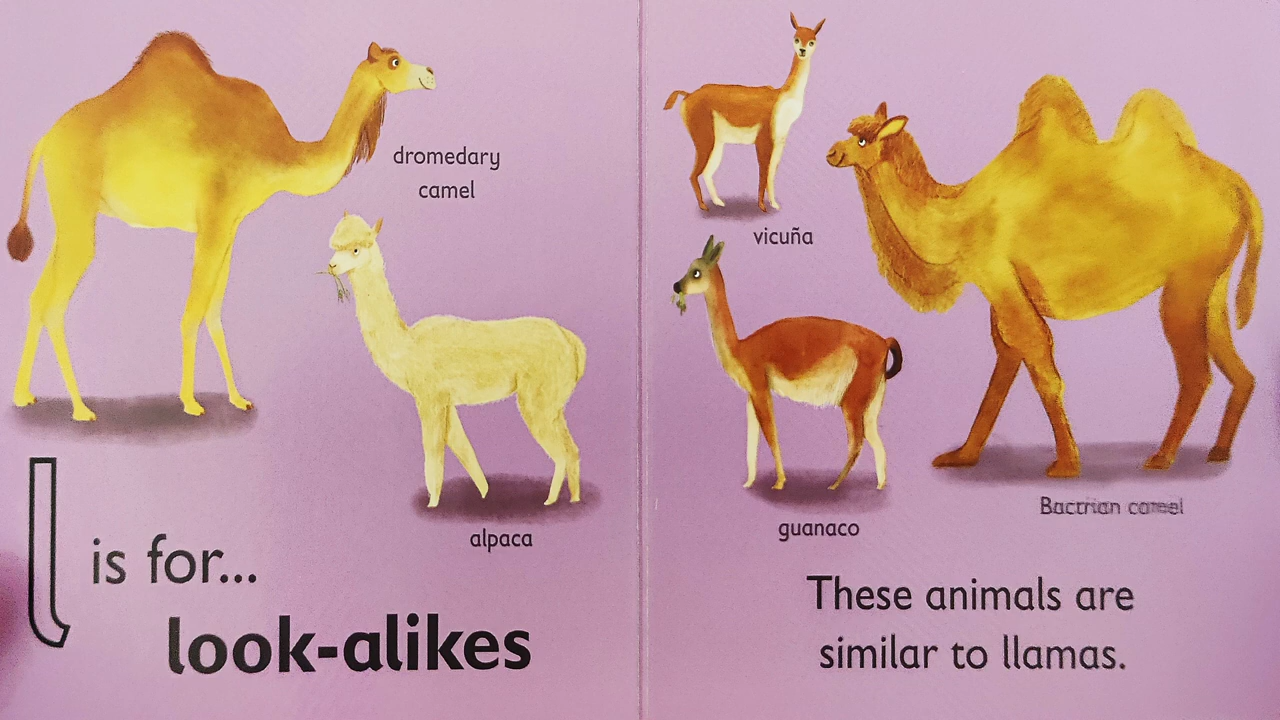 dromedary
camel
alpaca
l is for...
look-alikes
vicuña
guanaco
Bactrian camel
These animals are
similar to llamas.